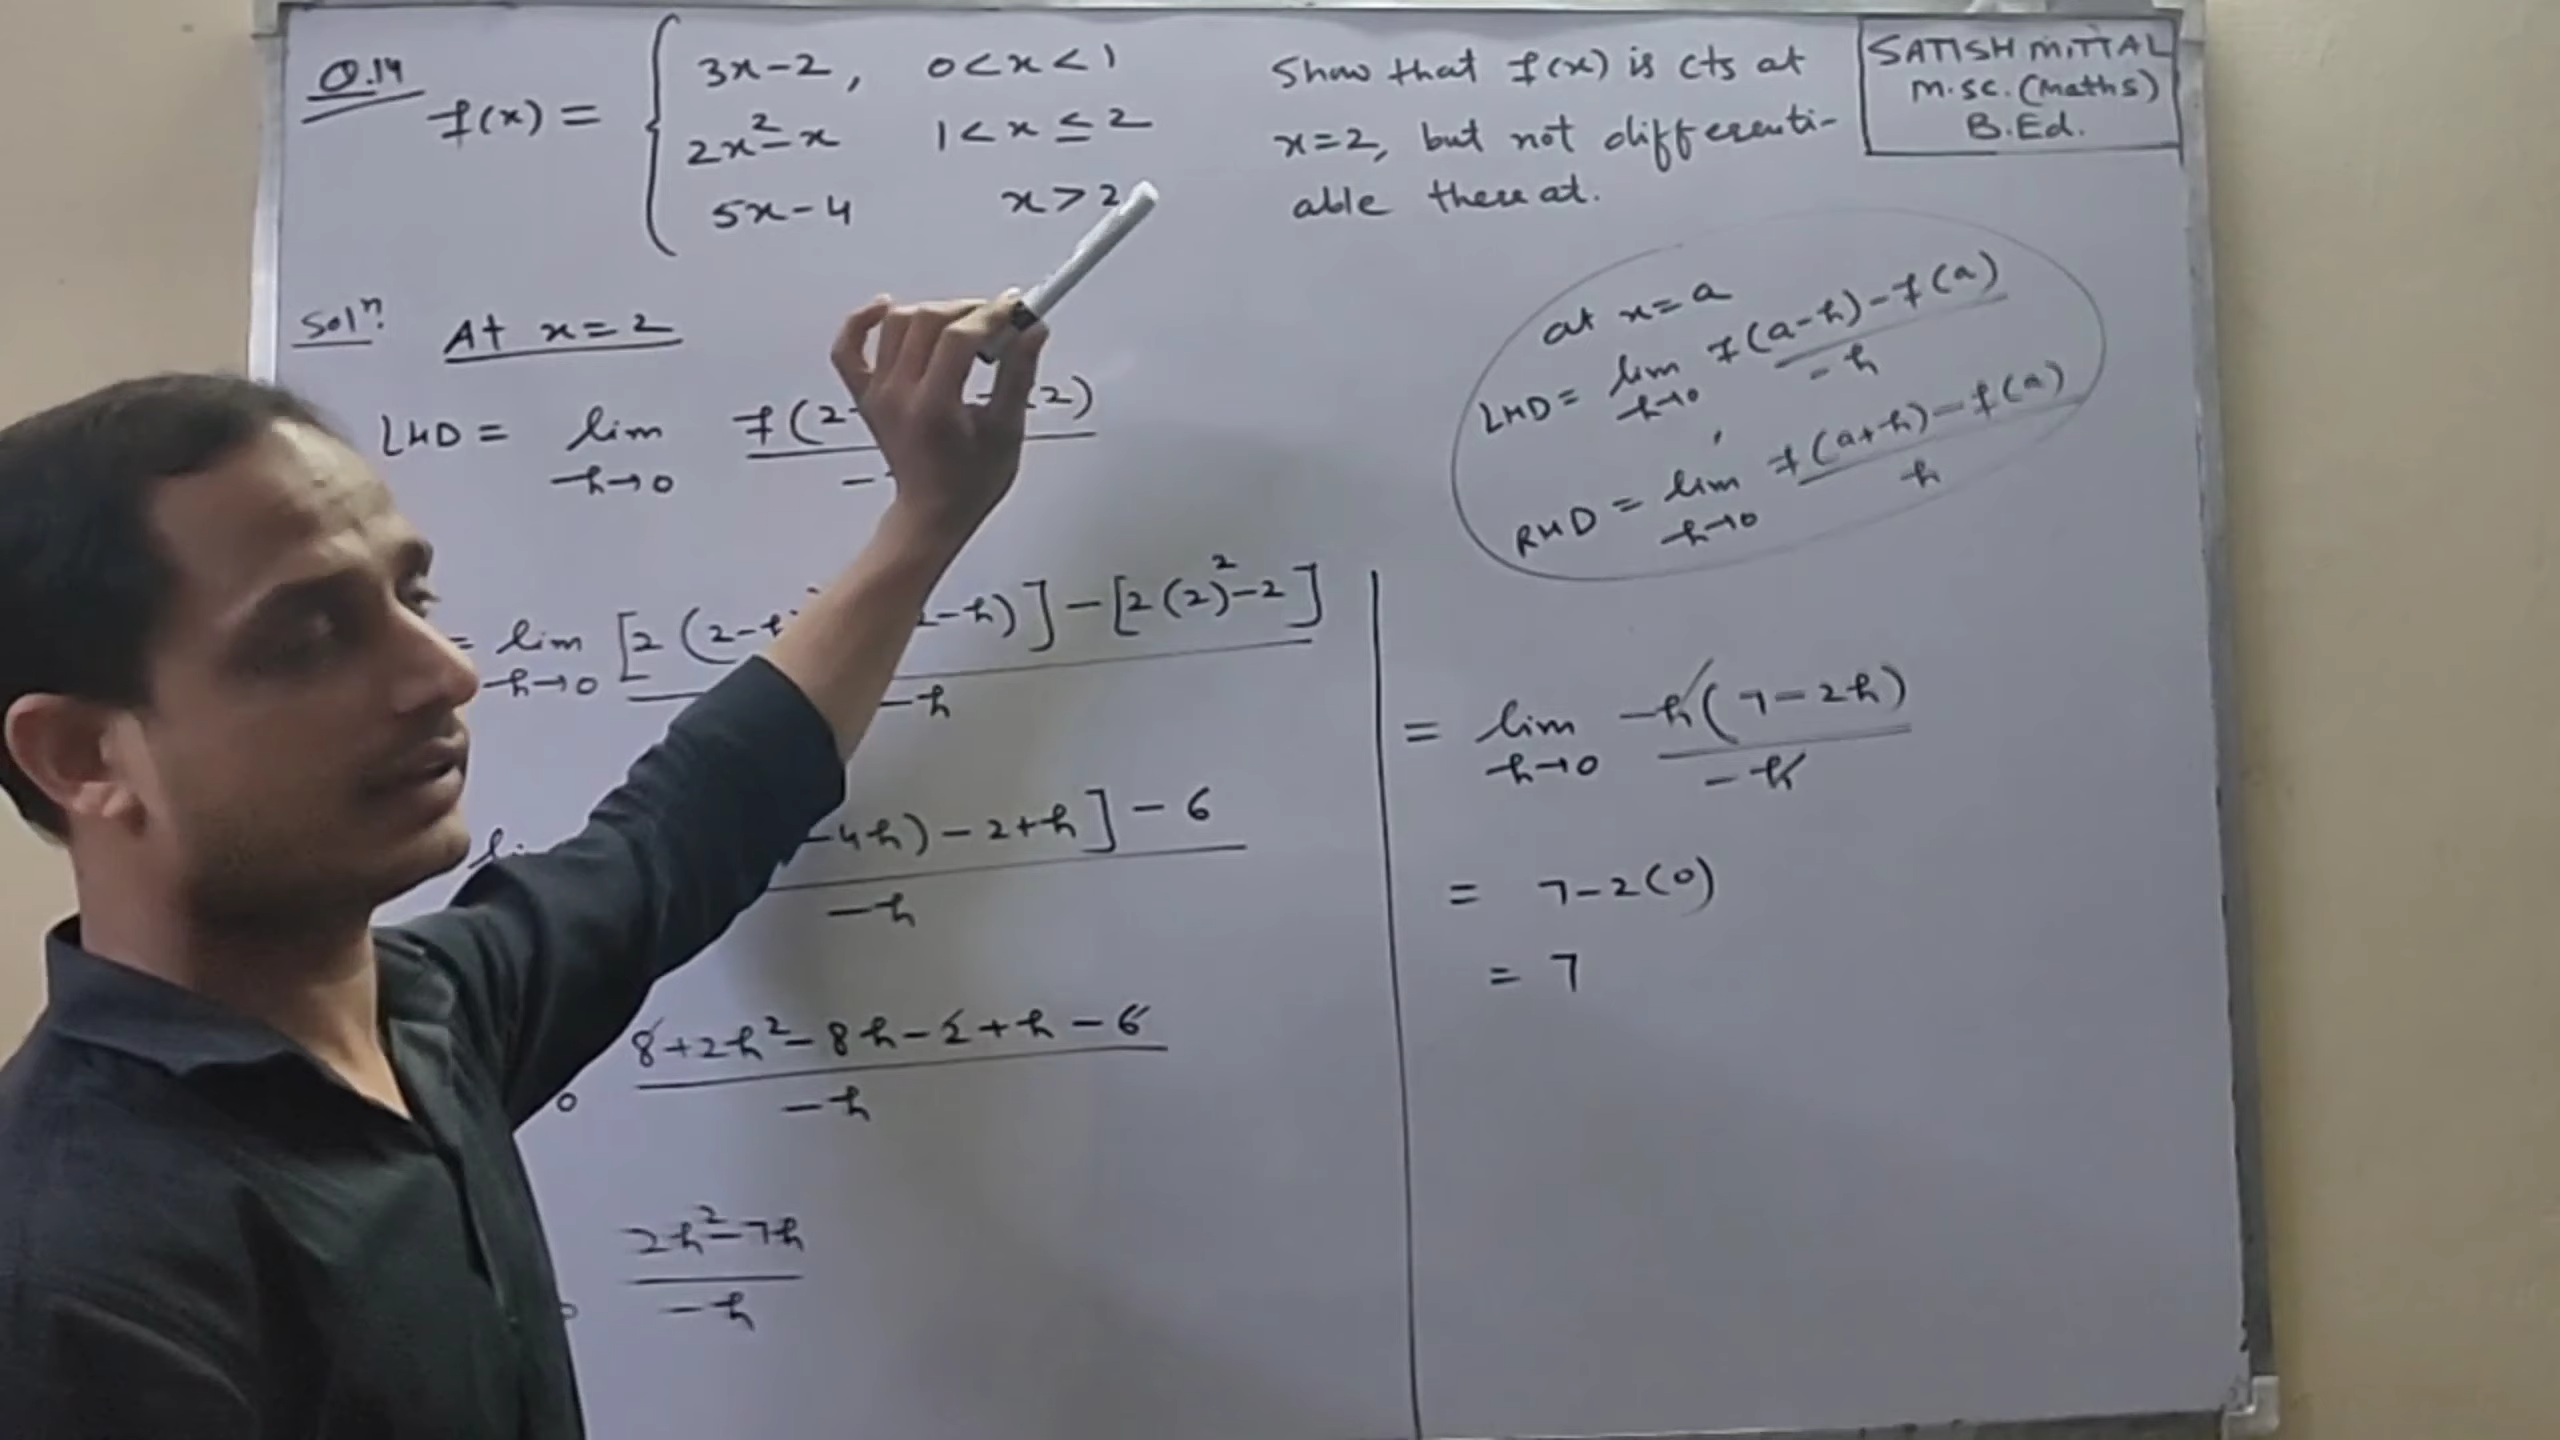 Q.14
f(x) = { 3x-2, 0<x<1
2x²-x 1<x≤2
5x-4 x>2
Show that f(x) is cts at
x=2, but not differenti-
able there at.
SATISH MITTAL
M.SC. (Maths)
B.Ed.
Solⁿ. At x=2
LHD = lim h→0 f(2- 2) / -
= lim h→0 [2(2- -h)] - [2(2)²-2] / -h
-4h) -2+h] -6 / -h
0 8+2h²-8h-2+h-6 / -h
2h²-7h / -h
at x=a
LHD = lim h→0 f(a-h)-f(a) / -h ,
RHD = lim h→0 f(a+h)-f(a) / h
= lim h→0 -h(7-2h) / -h
= 7-2(0)
= 7